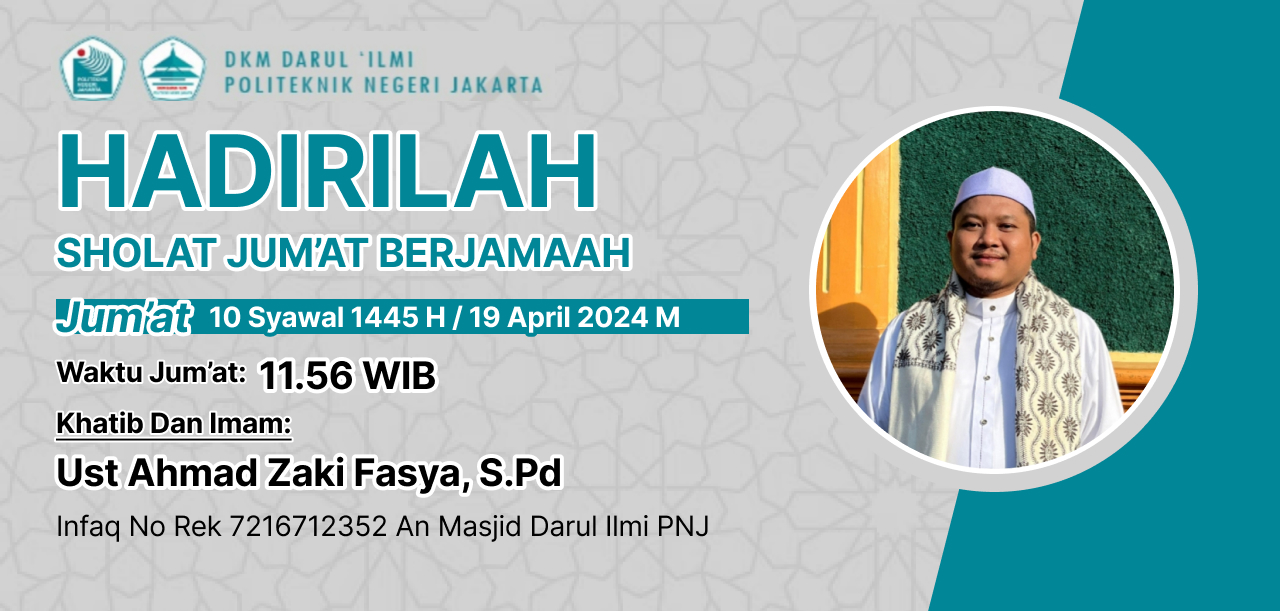 DKM DARUL ‘ILMI
POLITEKNIK NEGERI JAKARTA
HADIRILAH
SHOLAT JUM’AT BERJAMAAH
Jum’at 10 Syawal 1445 H / 19 April 2024 M
Waktu Jum’at: 11.56 WIB
Khatib Dan Imam:
Ust Ahmad Zaki Fasya, S.Pd
Infaq No Rek 7216712352 An Masjid Darul Ilmi PNJ